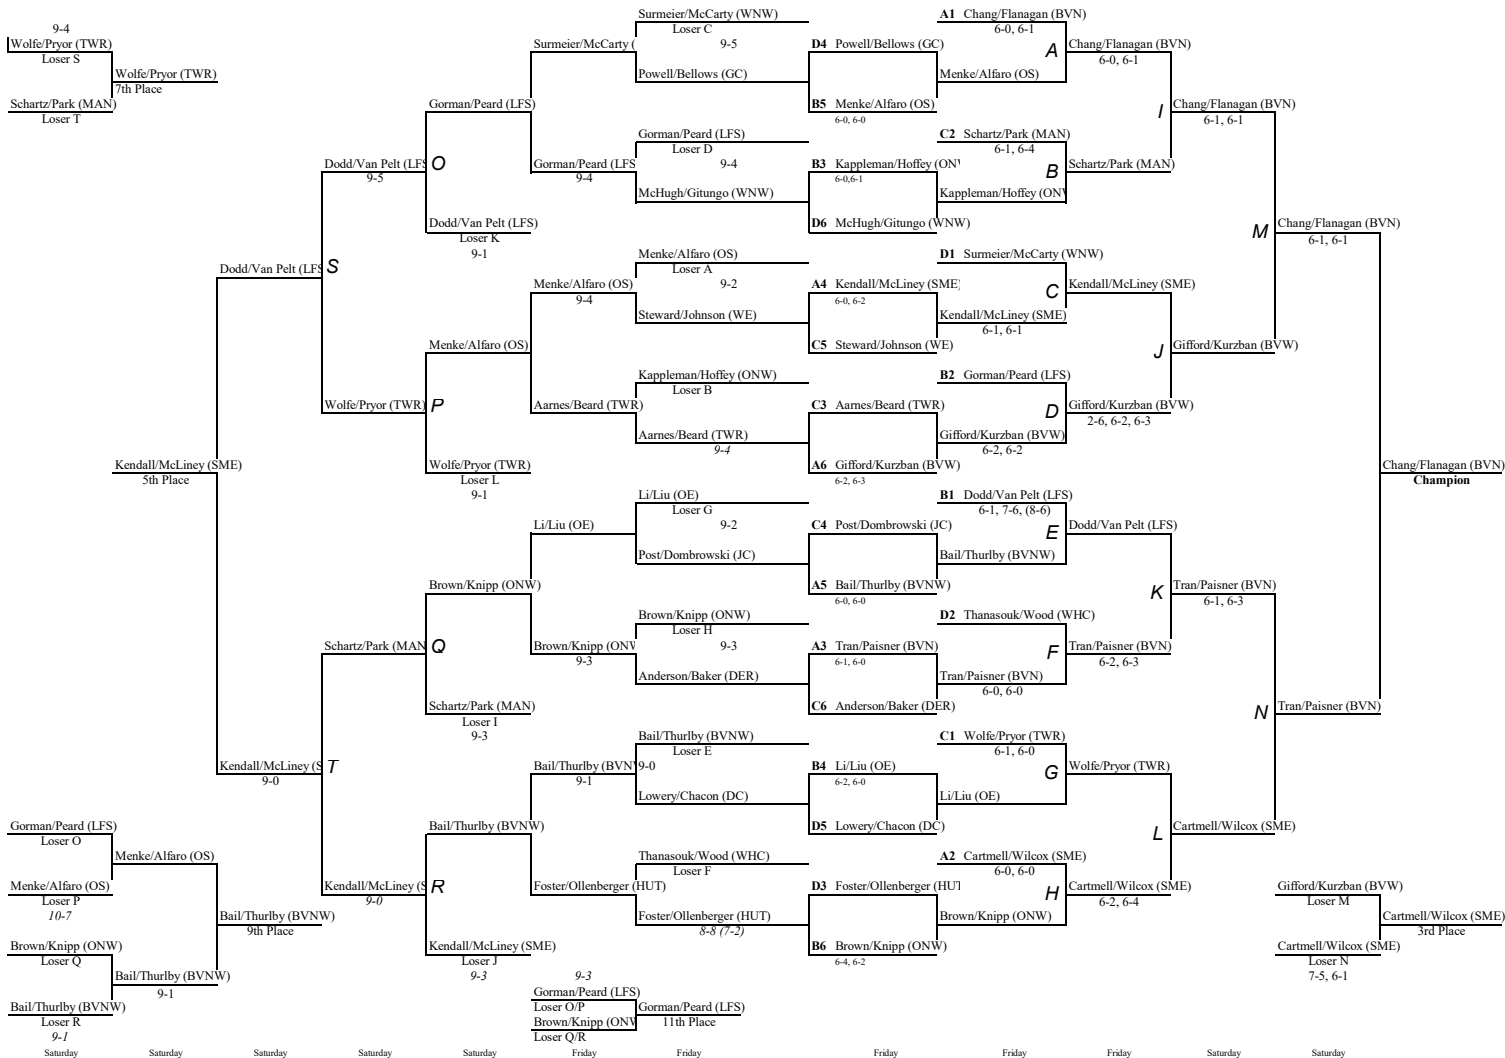 9-4
Wolfe/Pryor (TWR)
Loser S
Wolfe/Pryor (TWR)
7th Place
Schartz/Park (MAN)
Loser T
Dodd/Van Pelt (LFS
S
Kendall/McLiney (SME)
5th Place
Kendall/McLiney (S
9-0
T
Gorman/Peard (LFS)
Loser O
Menke/Alfaro (OS)
Menke/Alfaro (OS)
Loser P
10-7
Bail/Thurlby (BVNW)
9th Place
Brown/Knipp (ONW)
Loser Q
Bail/Thurlby (BVNW)
9-1
Bail/Thurlby (BVNW)
Loser R
9-1
Dodd/Van Pelt (LFS
9-5
O
Wolfe/Pryor (TWR)
P
Schartz/Park (MAN
Q
Kendall/McLiney (S
9-0
R
Gorman/Peard (LFS)
Dodd/Van Pelt (LFS)
Loser K
9-1
Menke/Alfaro (OS)
Wolfe/Pryor (TWR)
Loser L
9-1
Brown/Knipp (ONW)
Schartz/Park (MAN)
Loser I
9-3
Bail/Thurlby (BVNW)
Kendall/McLiney (SME)
Loser J
9-3
Surmeier/McCarty (
Gorman/Peard (LFS
9-4
Menke/Alfaro (OS)
9-4
Aarnes/Beard (TWR)
Li/Liu (OE)
Brown/Knipp (ONW
9-3
Bail/Thurlby (BVNW
9-1
Foster/Ollenberger (HUT)
9-3
Gorman/Peard (LFS)
Loser O/P
Gorman/Peard (LFS)
11th Place
Brown/Knipp (ONW
Loser Q/R
Surmeier/McCarty (WNW)
Loser C
9-5
Powell/Bellows (GC)
Gorman/Peard (LFS)
Loser D
9-4
McHugh/Gitungo (WNW)
Menke/Alfaro (OS)
Loser A
9-2
Steward/Johnson (WE)
Kappleman/Hoffey (ONW)
Loser B
Aarnes/Beard (TWR)
9-4
Li/Liu (OE)
Loser G
9-2
Post/Dombrowski (JC)
Brown/Knipp (ONW)
Loser H
9-3
Anderson/Baker (DER)
Bail/Thurlby (BVNW)
Loser E
9-0
Lowery/Chacon (DC)
Thanasouk/Wood (WHC)
Loser F
Foster/Ollenberger (HUT)
8-8 (7-2)
D4 Powell/Bellows (GC)
B5 Menke/Alfaro (OS)
6-0, 6-0
B3 Kappleman/Hoffey (ONW
6-0,6-1
D6 McHugh/Gitungo (WNW)
A4 Kendall/McLiney (SME)
6-0, 6-2
C5 Steward/Johnson (WE)
C3 Aarnes/Beard (TWR)
A6 Gifford/Kurzban (BVW)
6-2, 6-3
C4 Post/Dombrowski (JC)
A5 Bail/Thurlby (BVNW)
6-0, 6-0
A3 Tran/Paisner (BVN)
6-1, 6-0
C6 Anderson/Baker (DER)
B4 Li/Liu (OE)
6-2, 6-0
D5 Lowery/Chacon (DC)
D3 Foster/Ollenberger (HUT
B6 Brown/Knipp (ONW)
6-4, 6-2
A1 Chang/Flanagan (BVN)
6-0, 6-1
A
Menke/Alfaro (OS)
C2 Schartz/Park (MAN)
6-1, 6-4
B
Kappleman/Hoffey (ONW
D1 Surmeier/McCarty (WNW)
C
Kendall/McLiney (SME)
6-1, 6-1
B2 Gorman/Peard (LFS)
D
Gifford/Kurzban (BVW)
6-2, 6-2
B1 Dodd/Van Pelt (LFS)
6-1, 7-6, (8-6)
E
Bail/Thurlby (BVNW)
D2 Thanasouk/Wood (WHC)
F
Tran/Paisner (BVN)
6-0, 6-0
C1 Wolfe/Pryor (TWR)
6-1, 6-0
G
Li/Liu (OE)
A2 Cartmell/Wilcox (SME)
6-0, 6-0
H
Brown/Knipp (ONW)
Chang/Flanagan (BVN)
6-0, 6-1
I
Schartz/Park (MAN)
Kendall/McLiney (SME)
J
Gifford/Kurzban (BVW)
2-6, 6-2, 6-3
Dodd/Van Pelt (LFS)
K
Tran/Paisner (BVN)
6-2, 6-3
Wolfe/Pryor (TWR)
L
Cartmell/Wilcox (SME)
6-2, 6-4
Chang/Flanagan (BVN)
6-1, 6-1
M
Gifford/Kurzban (BVW)
Tran/Paisner (BVN)
6-1, 6-3
N
Cartmell/Wilcox (SME)
Chang/Flanagan (BVN)
6-1, 6-1
Tran/Paisner (BVN)
Chang/Flanagan (BVN)
Champion
Gifford/Kurzban (BVW)
Loser M
Cartmell/Wilcox (SME)
3rd Place
Cartmell/Wilcox (SME)
Loser N
7-5, 6-1
Saturday Saturday Saturday Saturday Saturday Friday Friday Friday Friday Friday Saturday Saturday